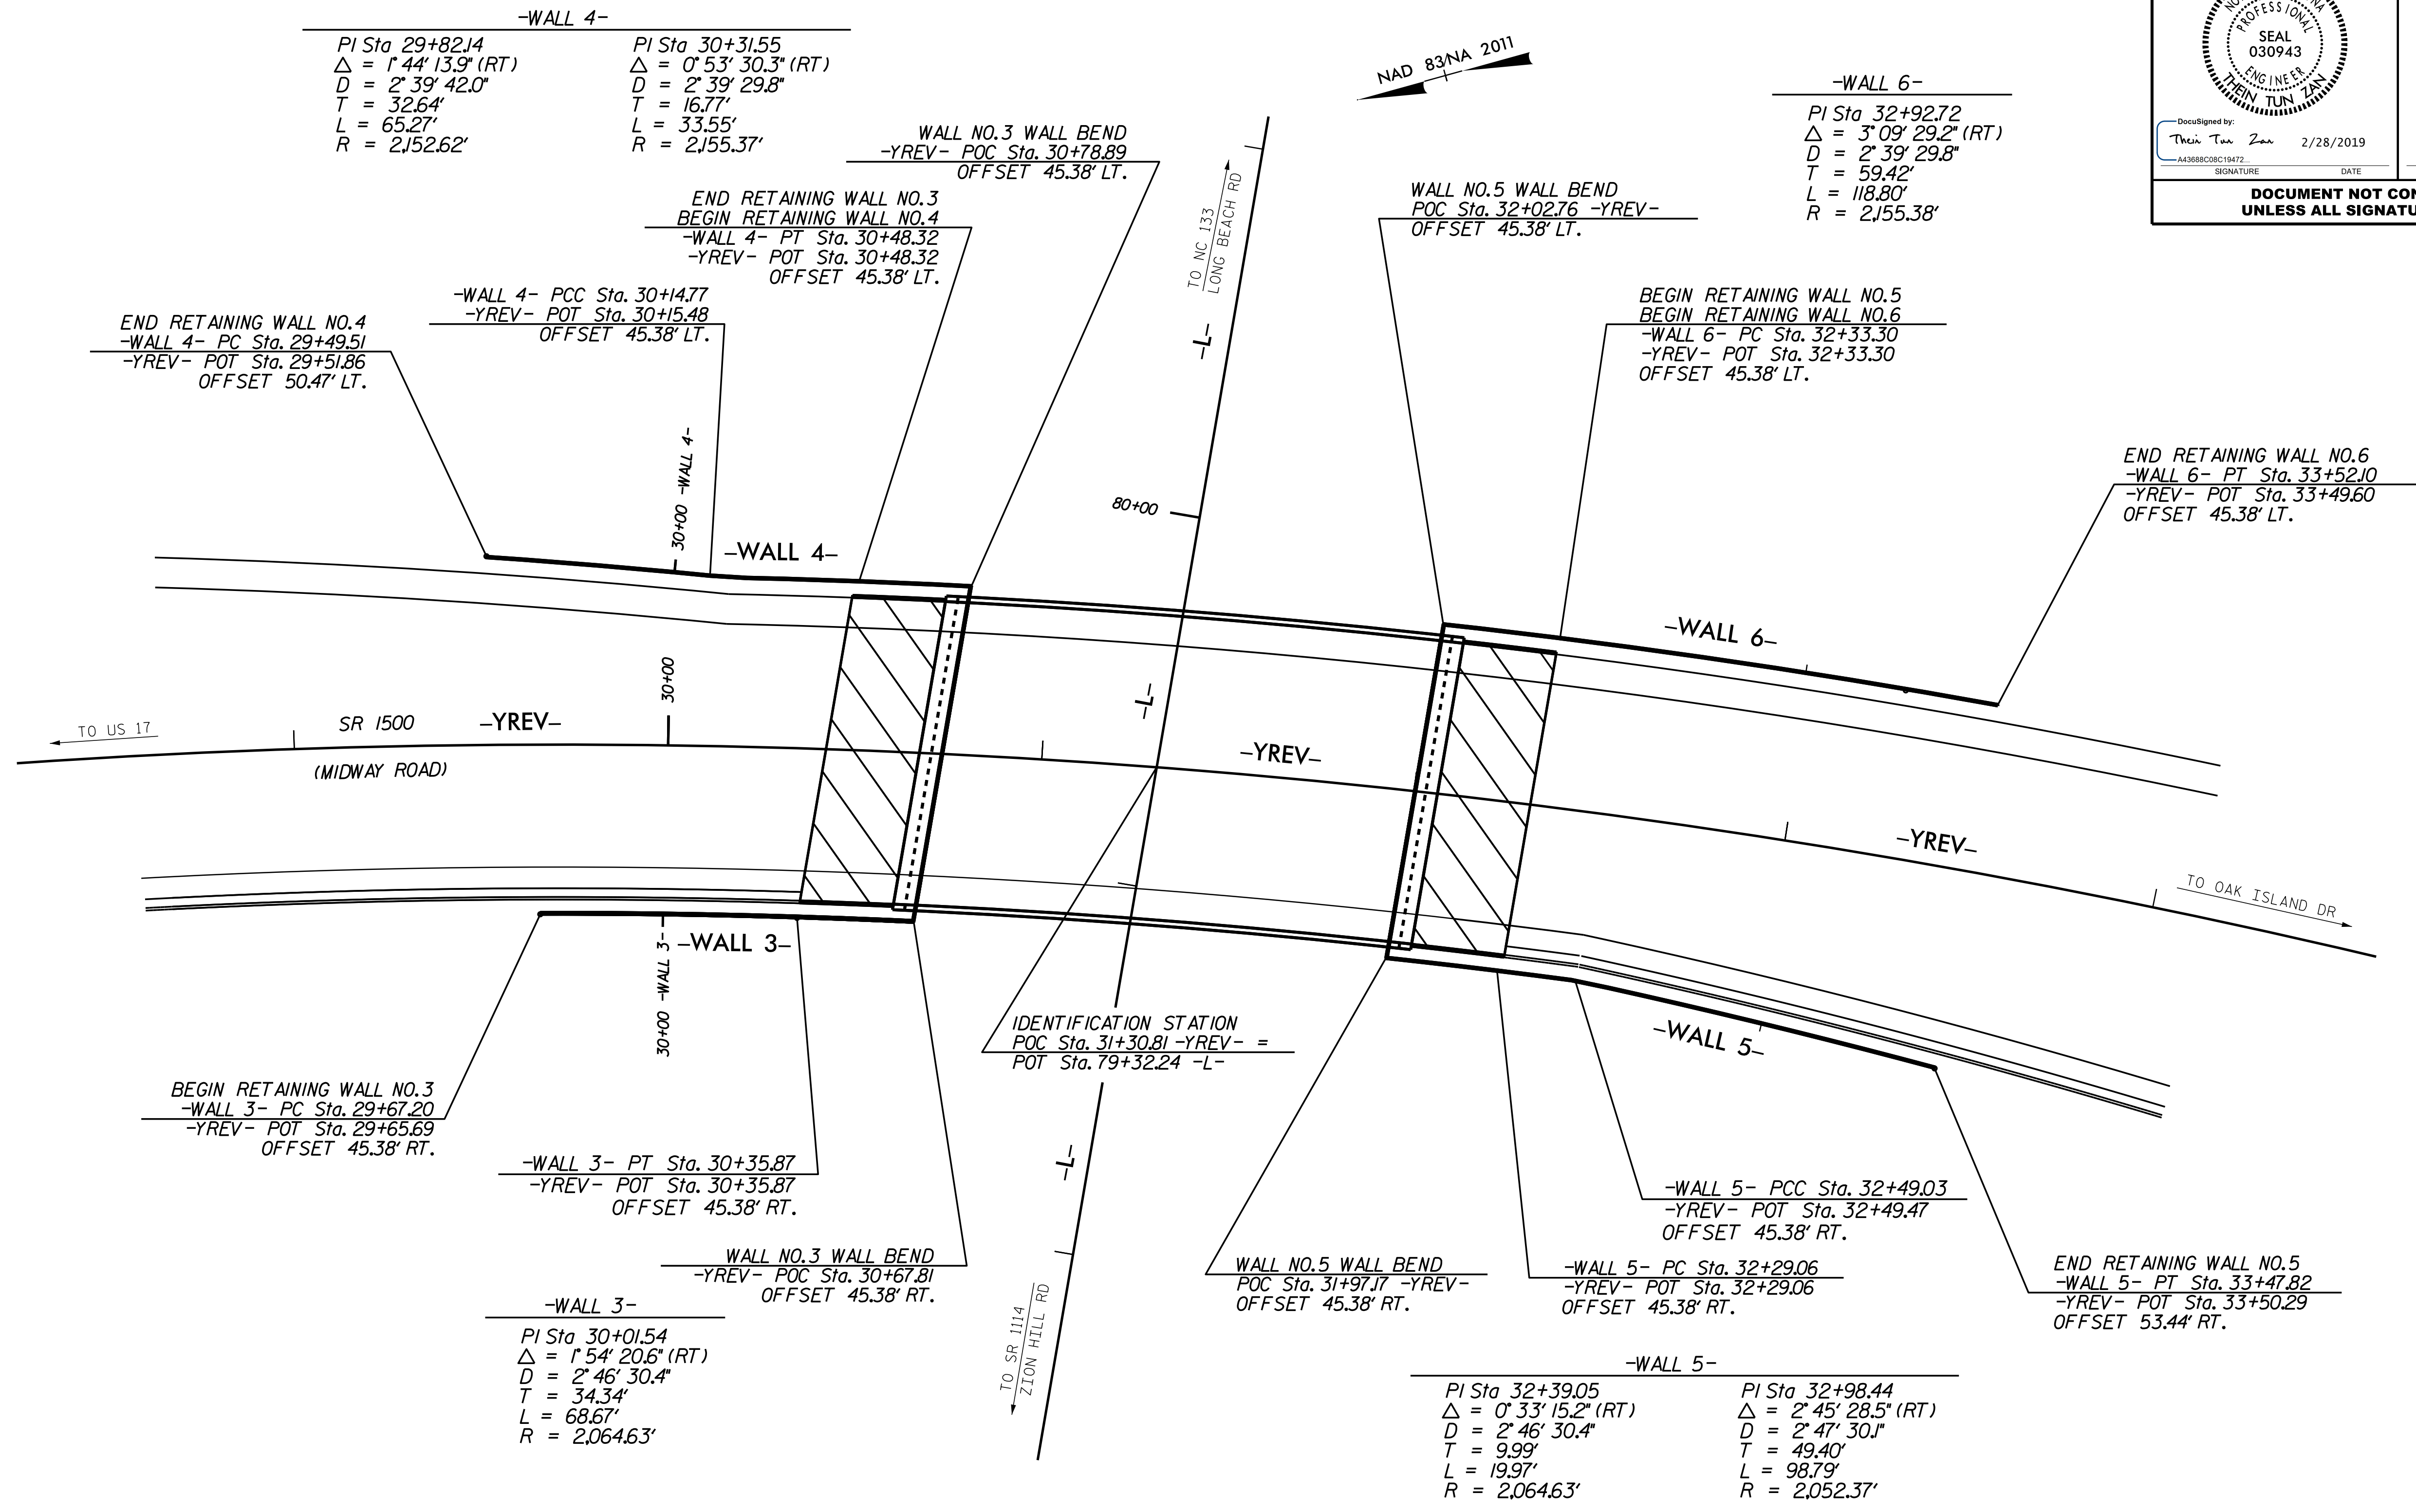 -WALL 4-
PI Sta 29+82.14
△ = 1° 44' 13.9" (RT)
D = 2° 39' 42.0"
T = 32.64'
L = 65.27'
R = 2,152.62'
PI Sta 30+31.55
△ = 0° 53' 30.3" (RT)
D = 2° 39' 29.8"
T = 16.77'
L = 33.55'
R = 2,155.37'
NAD 83/NA 2011
-WALL 6-
PI Sta 32+92.72
△ = 3° 09' 29.2" (RT)
D = 2° 39' 29.8"
T = 59.42'
L = 118.80'
R = 2,155.38'
PROFESSIONAL
SEAL
030943
ENGINEER
THEIN TUN ZAN
DocuSigned by:
Thein Tun Zan
2/28/2019
A43688C08C19472...
SIGNATURE DATE
DOCUMENT NOT CON
UNLESS ALL SIGNATU
WALL NO.3 WALL BEND
-YREV- POC Sta. 30+78.89
OFFSET 45.38' LT.
END RETAINING WALL NO.3
BEGIN RETAINING WALL NO.4
-WALL 4- PT Sta. 30+48.32
-YREV- POT Sta. 30+48.32
OFFSET 45.38' LT.
-WALL 4- PCC Sta. 30+14.77
-YREV- POT Sta. 30+15.48
OFFSET 45.38' LT.
END RETAINING WALL NO.4
-WALL 4- PC Sta. 29+49.51
-YREV- POT Sta. 29+51.86
OFFSET 50.47' LT.
TO NC 133
LONG BEACH RD
-L-
WALL NO.5 WALL BEND
POC Sta. 32+02.76 -YREV-
OFFSET 45.38' LT.
BEGIN RETAINING WALL NO.5
BEGIN RETAINING WALL NO.6
-WALL 6- PC Sta. 32+33.30
-YREV- POT Sta. 32+33.30
OFFSET 45.38' LT.
END RETAINING WALL NO.6
-WALL 6- PT Sta. 33+52.10
-YREV- POT Sta. 33+49.60
OFFSET 45.38' LT.
30+00 -WALL 4-
-WALL 4-
80+00
-WALL 6-
30+00
-L-
TO US 17
SR 1500
-YREV-
(MIDWAY ROAD)
-YREV-
-YREV-
TO OAK ISLAND DR
-WALL 3-
30+00 -WALL 3-
-WALL 5-
IDENTIFICATION STATION
POC Sta. 31+30.81 -YREV- =
POT Sta. 79+32.24 -L-
BEGIN RETAINING WALL NO.3
-WALL 3- PC Sta. 29+67.20
-YREV- POT Sta. 29+65.69
OFFSET 45.38' RT.
-WALL 3- PT Sta. 30+35.87
-YREV- POT Sta. 30+35.87
OFFSET 45.38' RT.
-L-
WALL NO.3 WALL BEND
-YREV- POC Sta. 30+67.81
OFFSET 45.38' RT.
TO SR 1114
ZION HILL RD
WALL NO.5 WALL BEND
POC Sta. 31+97.17 -YREV-
OFFSET 45.38' RT.
-WALL 5- PCC Sta. 32+49.03
-YREV- POT Sta. 32+49.47
OFFSET 45.38' RT.
-WALL 5- PC Sta. 32+29.06
-YREV- POT Sta. 32+29.06
OFFSET 45.38' RT.
END RETAINING WALL NO.5
-WALL 5- PT Sta. 33+47.82
-YREV- POT Sta. 33+50.29
OFFSET 53.44' RT.
-WALL 3-
PI Sta 30+01.54
△ = 1° 54' 20.6" (RT)
D = 2° 46' 30.4"
T = 34.34'
L = 68.67'
R = 2,064.63'
-WALL 5-
PI Sta 32+39.05
△ = 0° 33' 15.2" (RT)
D = 2° 46' 30.4"
T = 9.99'
L = 19.97'
R = 2,064.63'
PI Sta 32+98.44
△ = 2° 45' 28.5" (RT)
D = 2° 47' 30.1"
T = 49.40'
L = 98.79'
R = 2,052.37'